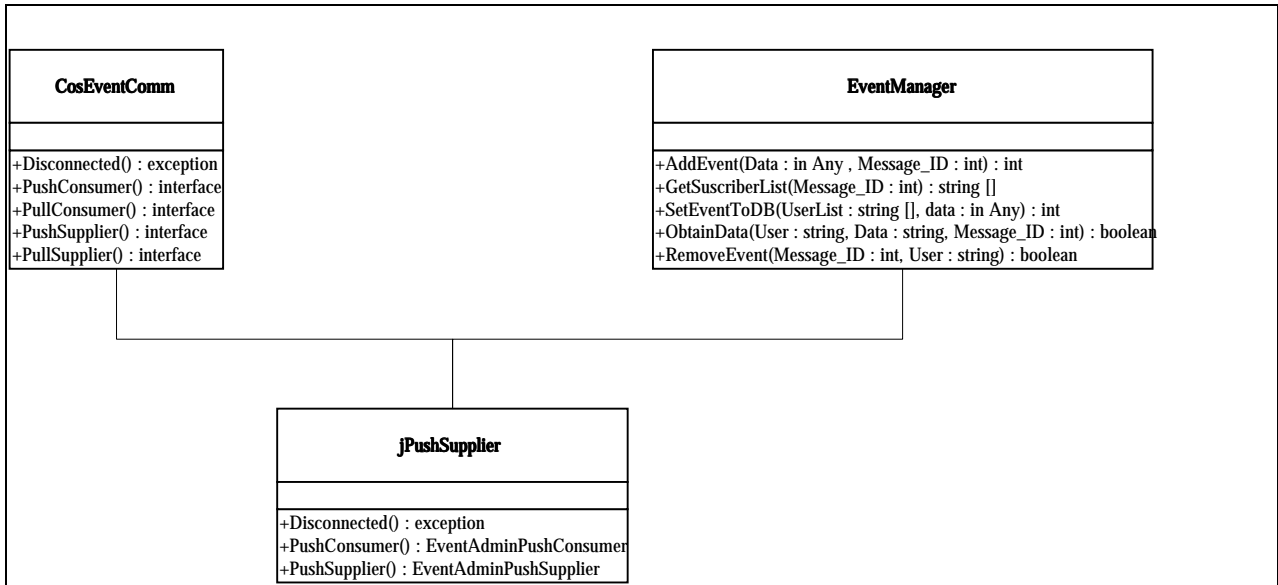 CosEventComm
+Disconnected() : exception
+PushConsumer() : interface
+PullConsumer() : interface
+PushSupplier() : interface
+PullSupplier() : interface
EventManager
+AddEvent(Data : in Any , Message_ID : int) : int
+GetSuscriberList(Message_ID : int) : string []
+SetEventToDB(UserList : string [], data : in Any) : int
+ObtainData(User : string, Data : string, Message_ID : int) : boolean
+RemoveEvent(Message_ID : int, User : string) : boolean
jPushSupplier
+Disconnected() : exception
+PushConsumer() : EventAdminPushConsumer
+PushSupplier() : EventAdminPushSupplier